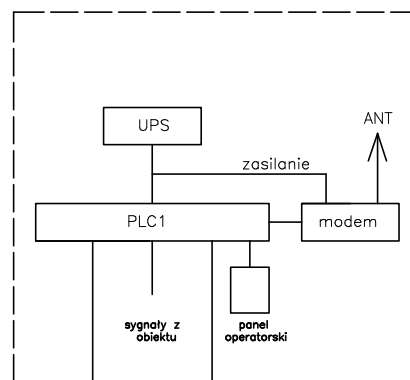 UPS
ANT
zasilanie
PLC1
modem
sygnały z
obiektu
panel
operatorski